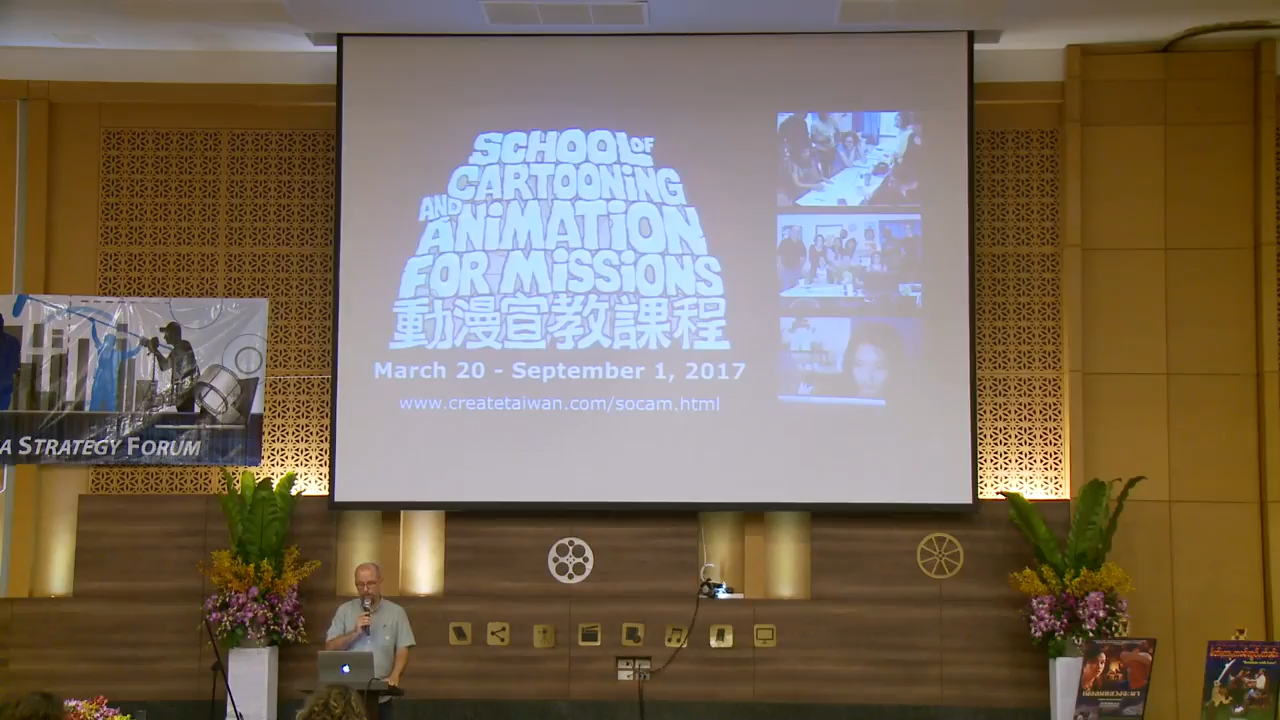 SCHOOL OF
CARTOONiNG
AND
ANiMATiON
FOR MiSSiONS
動漫宣教課程
March 20 - September 1, 2017
www.createtaiwan.com/socam.html
A STRATEGY FORUM